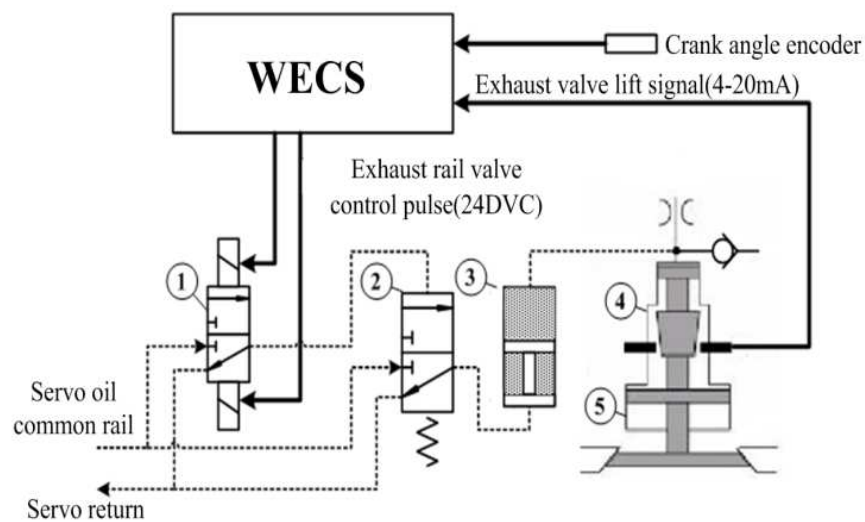 WECS
Crank angle encoder
Exhaust valve lift signal(4-20mA)
Exhaust rail valve
control pulse(24DVC)
1
2
3
4
5
Servo oil
common rail
Servo return